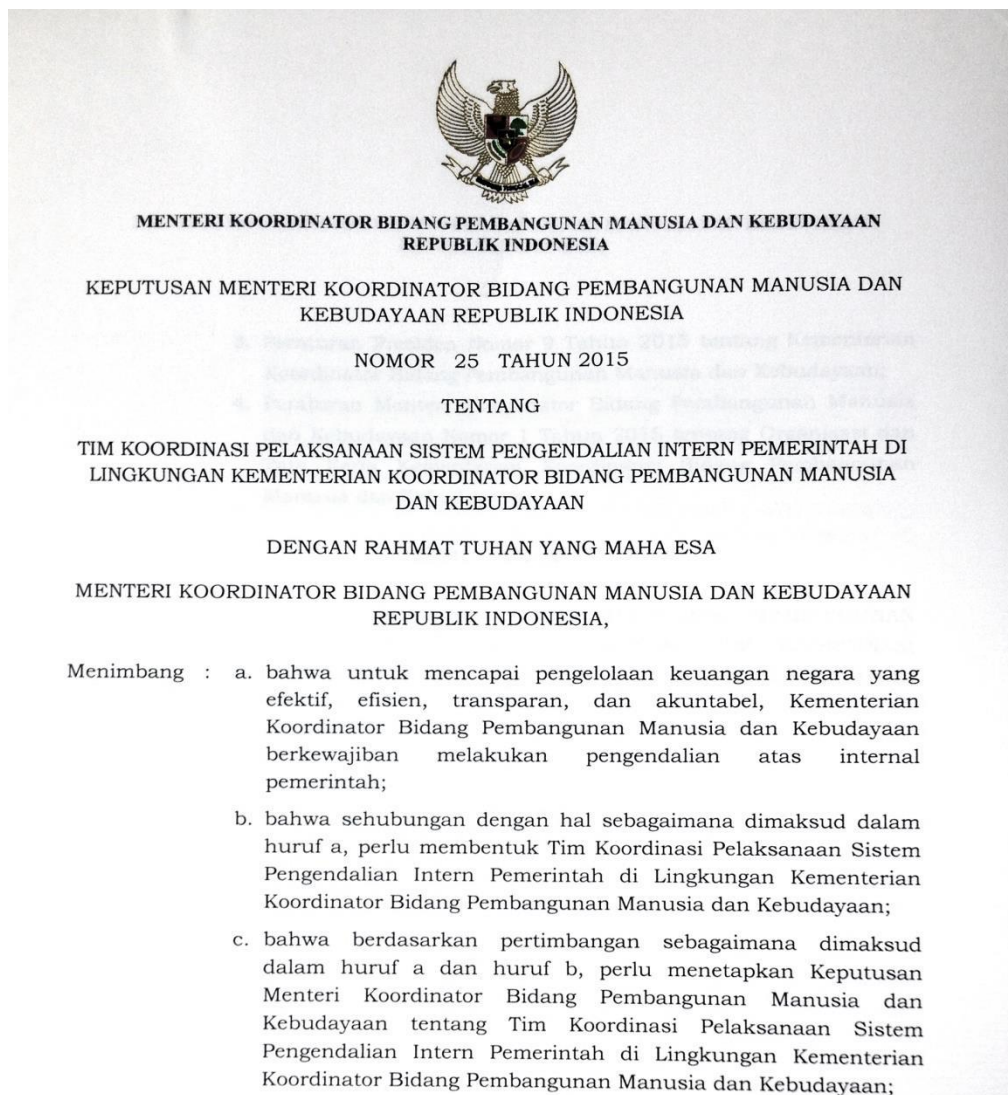 MENTERI KOORDINATOR BIDANG PEMBANGUNAN MANUSIA DAN KEBUDAYAAN
REPUBLIK INDONESIA
KEPUTUSAN MENTERI KOORDINATOR BIDANG PEMBANGUNAN MANUSIA DAN
KEBUDAYAAN REPUBLIK INDONESIA
NOMOR 25 TAHUN 2015
TENTANG
TIM KOORDINASI PELAKSANAAN SISTEM PENGENDALIAN INTERN PEMERINTAH DI
LINGKUNGAN KEMENTERIAN KOORDINATOR BIDANG PEMBANGUNAN MANUSIA
DAN KEBUDAYAAN
DENGAN RAHMAT TUHAN YANG MAHA ESA
MENTERI KOORDINATOR BIDANG PEMBANGUNAN MANUSIA DAN KEBUDAYAAN
REPUBLIK INDONESIA,
Menimbang : a. bahwa untuk mencapai pengelolaan keuangan negara yang
efektif, efisien, transparan, dan akuntabel, Kementerian
Koordinator Bidang Pembangunan Manusia dan Kebudayaan
berkewajiban melakukan pengendalian atas internal
pemerintah;
b. bahwa sehubungan dengan hal sebagaimana dimaksud dalam
huruf a, perlu membentuk Tim Koordinasi Pelaksanaan Sistem
Pengendalian Intern Pemerintah di Lingkungan Kementerian
Koordinator Bidang Pembangunan Manusia dan Kebudayaan;
c. bahwa berdasarkan pertimbangan sebagaimana dimaksud
dalam huruf a dan huruf b, perlu menetapkan Keputusan
Menteri Koordinator Bidang Pembangunan Manusia dan
Kebudayaan tentang Tim Koordinasi Pelaksanaan Sistem
Pengendalian Intern Pemerintah di Lingkungan Kementerian
Koordinator Bidang Pembangunan Manusia dan Kebudayaan;